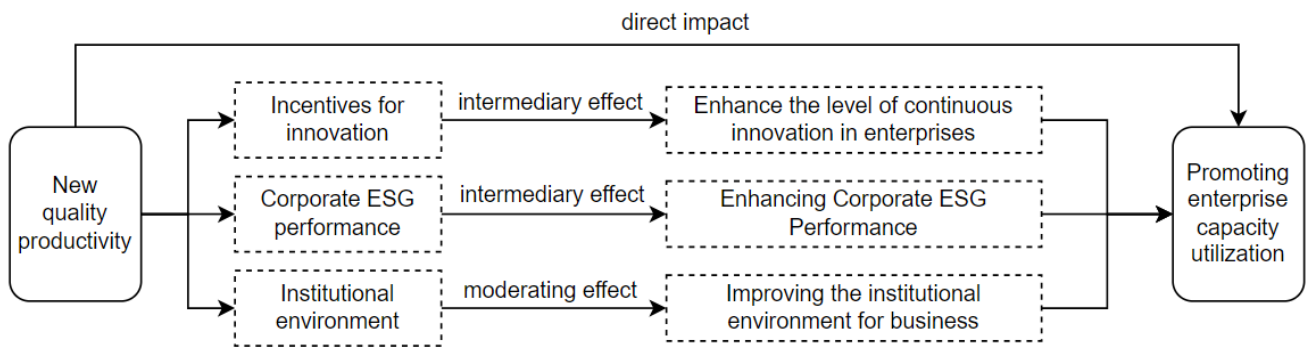 direct impact
New
quality
productivity
Incentives for
innovation
intermediary effect
Enhance the level of continuous
innovation in enterprises
Corporate ESG
performance
intermediary effect
Enhancing Corporate ESG
Performance
Institutional
environment
moderating effect
Improving the institutional
environment for business
Promoting
enterprise
capacity
utilization